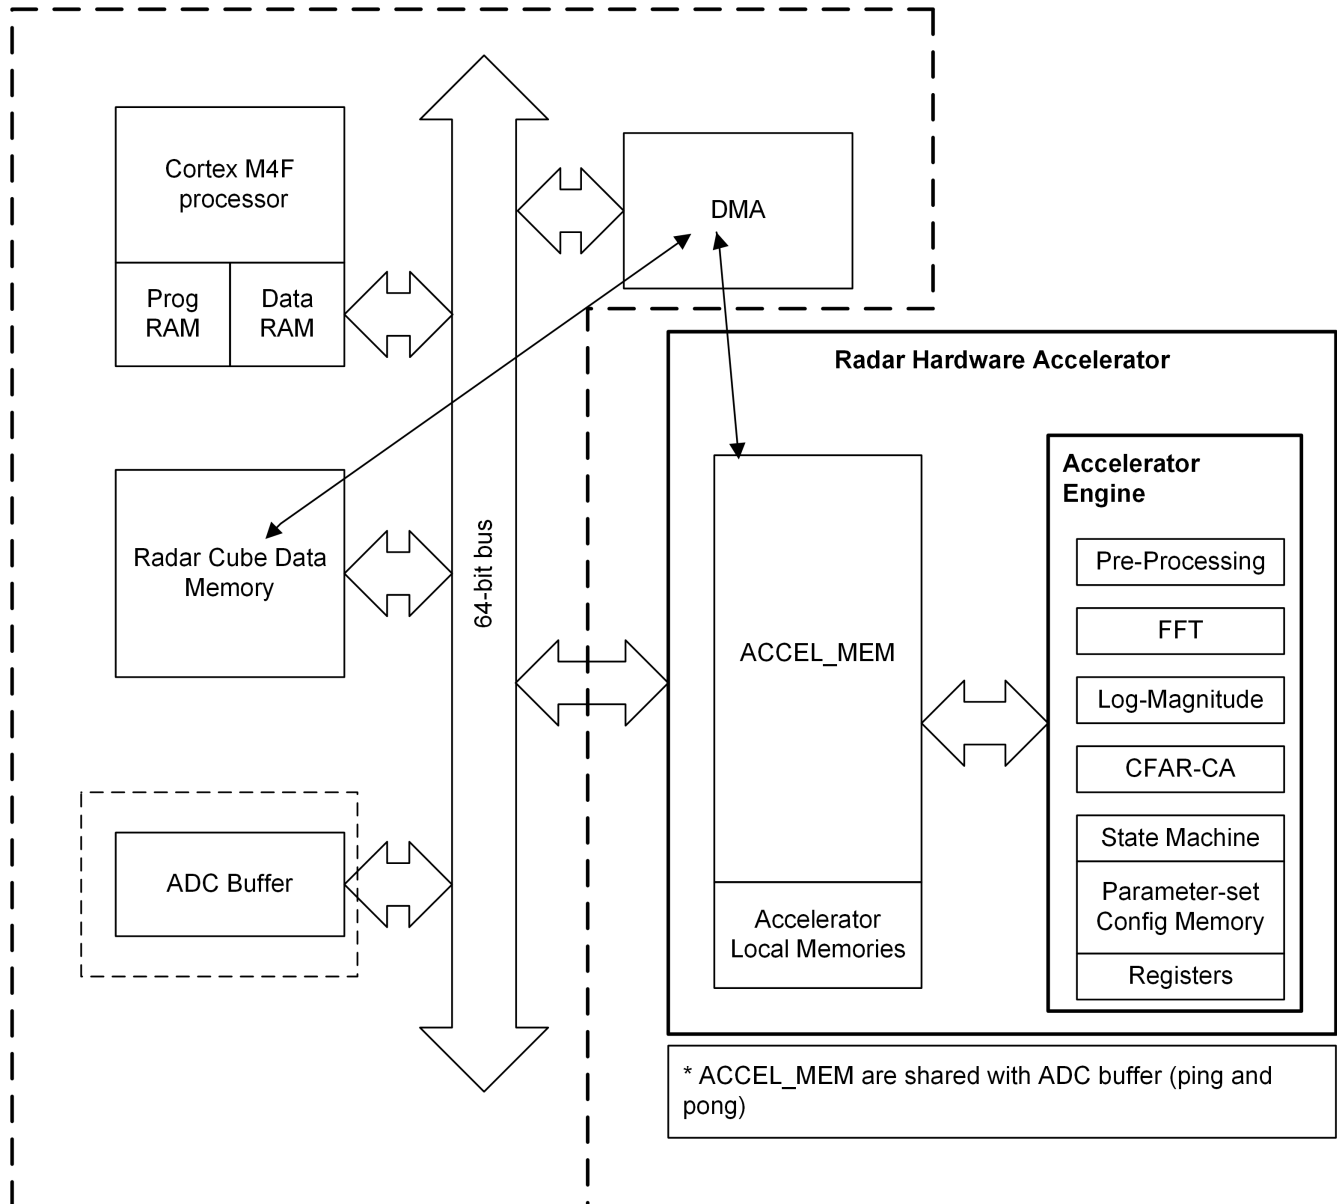 Cortex M4F
processor
Prog
RAM
Data
RAM
DMA
Radar Cube Data
Memory
64-bit bus
ADC Buffer
Radar Hardware Accelerator
ACCEL_MEM
Accelerator
Local Memories
Accelerator
Engine
Pre-Processing
FFT
Log-Magnitude
CFAR-CA
State Machine
Parameter-set
Config Memory
Registers
* ACCEL_MEM are shared with ADC buffer (ping and
pong)